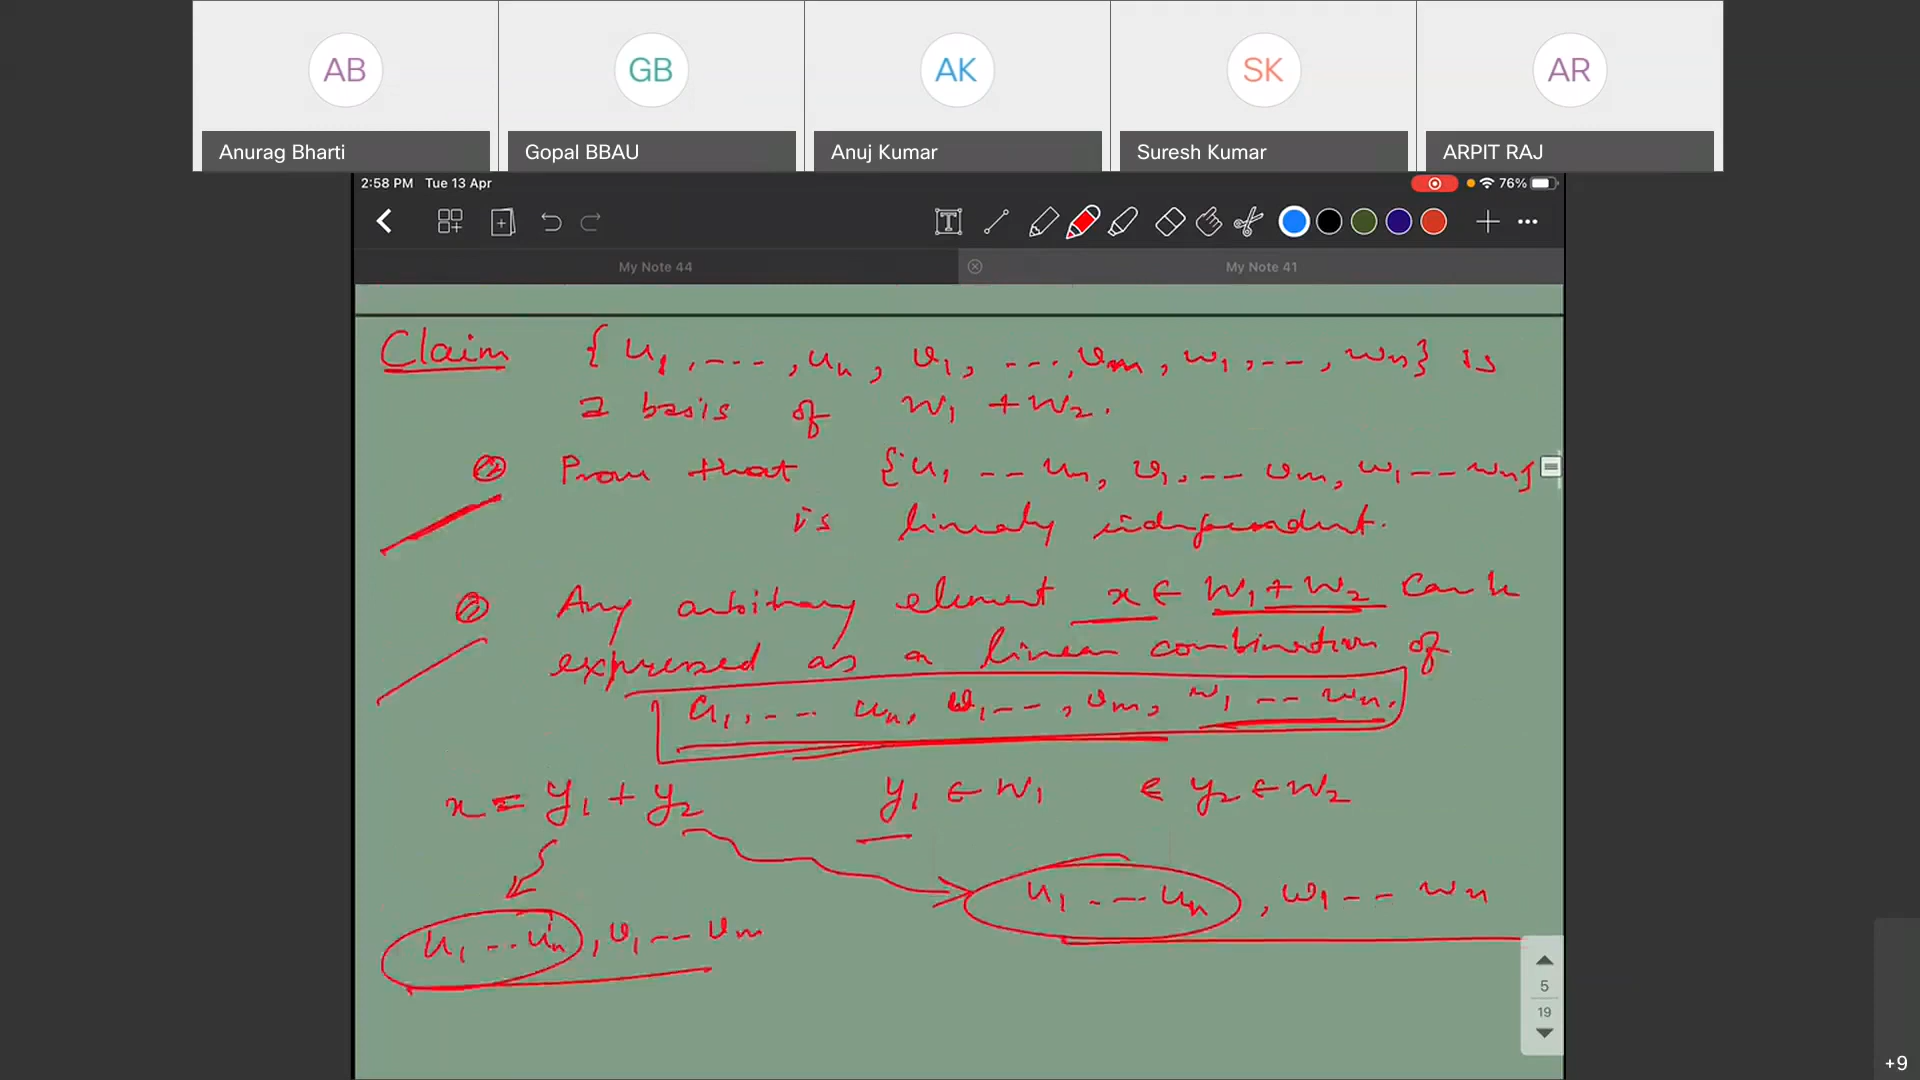 AB GB AK SK AR
Anurag Bharti Gopal BBAU Anuj Kumar Suresh Kumar ARPIT RAJ
2:58 PM Tue 13 Apr 76%
My Note 44 My Note 41
Claim { u1, ---- , un, v1, ---, vm, w1, --, wn} is
a basis of W1 + W2.
Prove that {u1 -- un, v1, -- vm, w1 -- wn}
is linearly independent.
Any arbitrary element x ∈ W1 + W2 can be
expressed as a linear combination of
u1, -- un, v1 --, vm, w1 -- wn.
x = y1 + y2 y1 ∈ W1 & y2 ∈ W2
u1 --- un, w1 -- wn
u1 -- un, v1 -- vm
5
19
+9